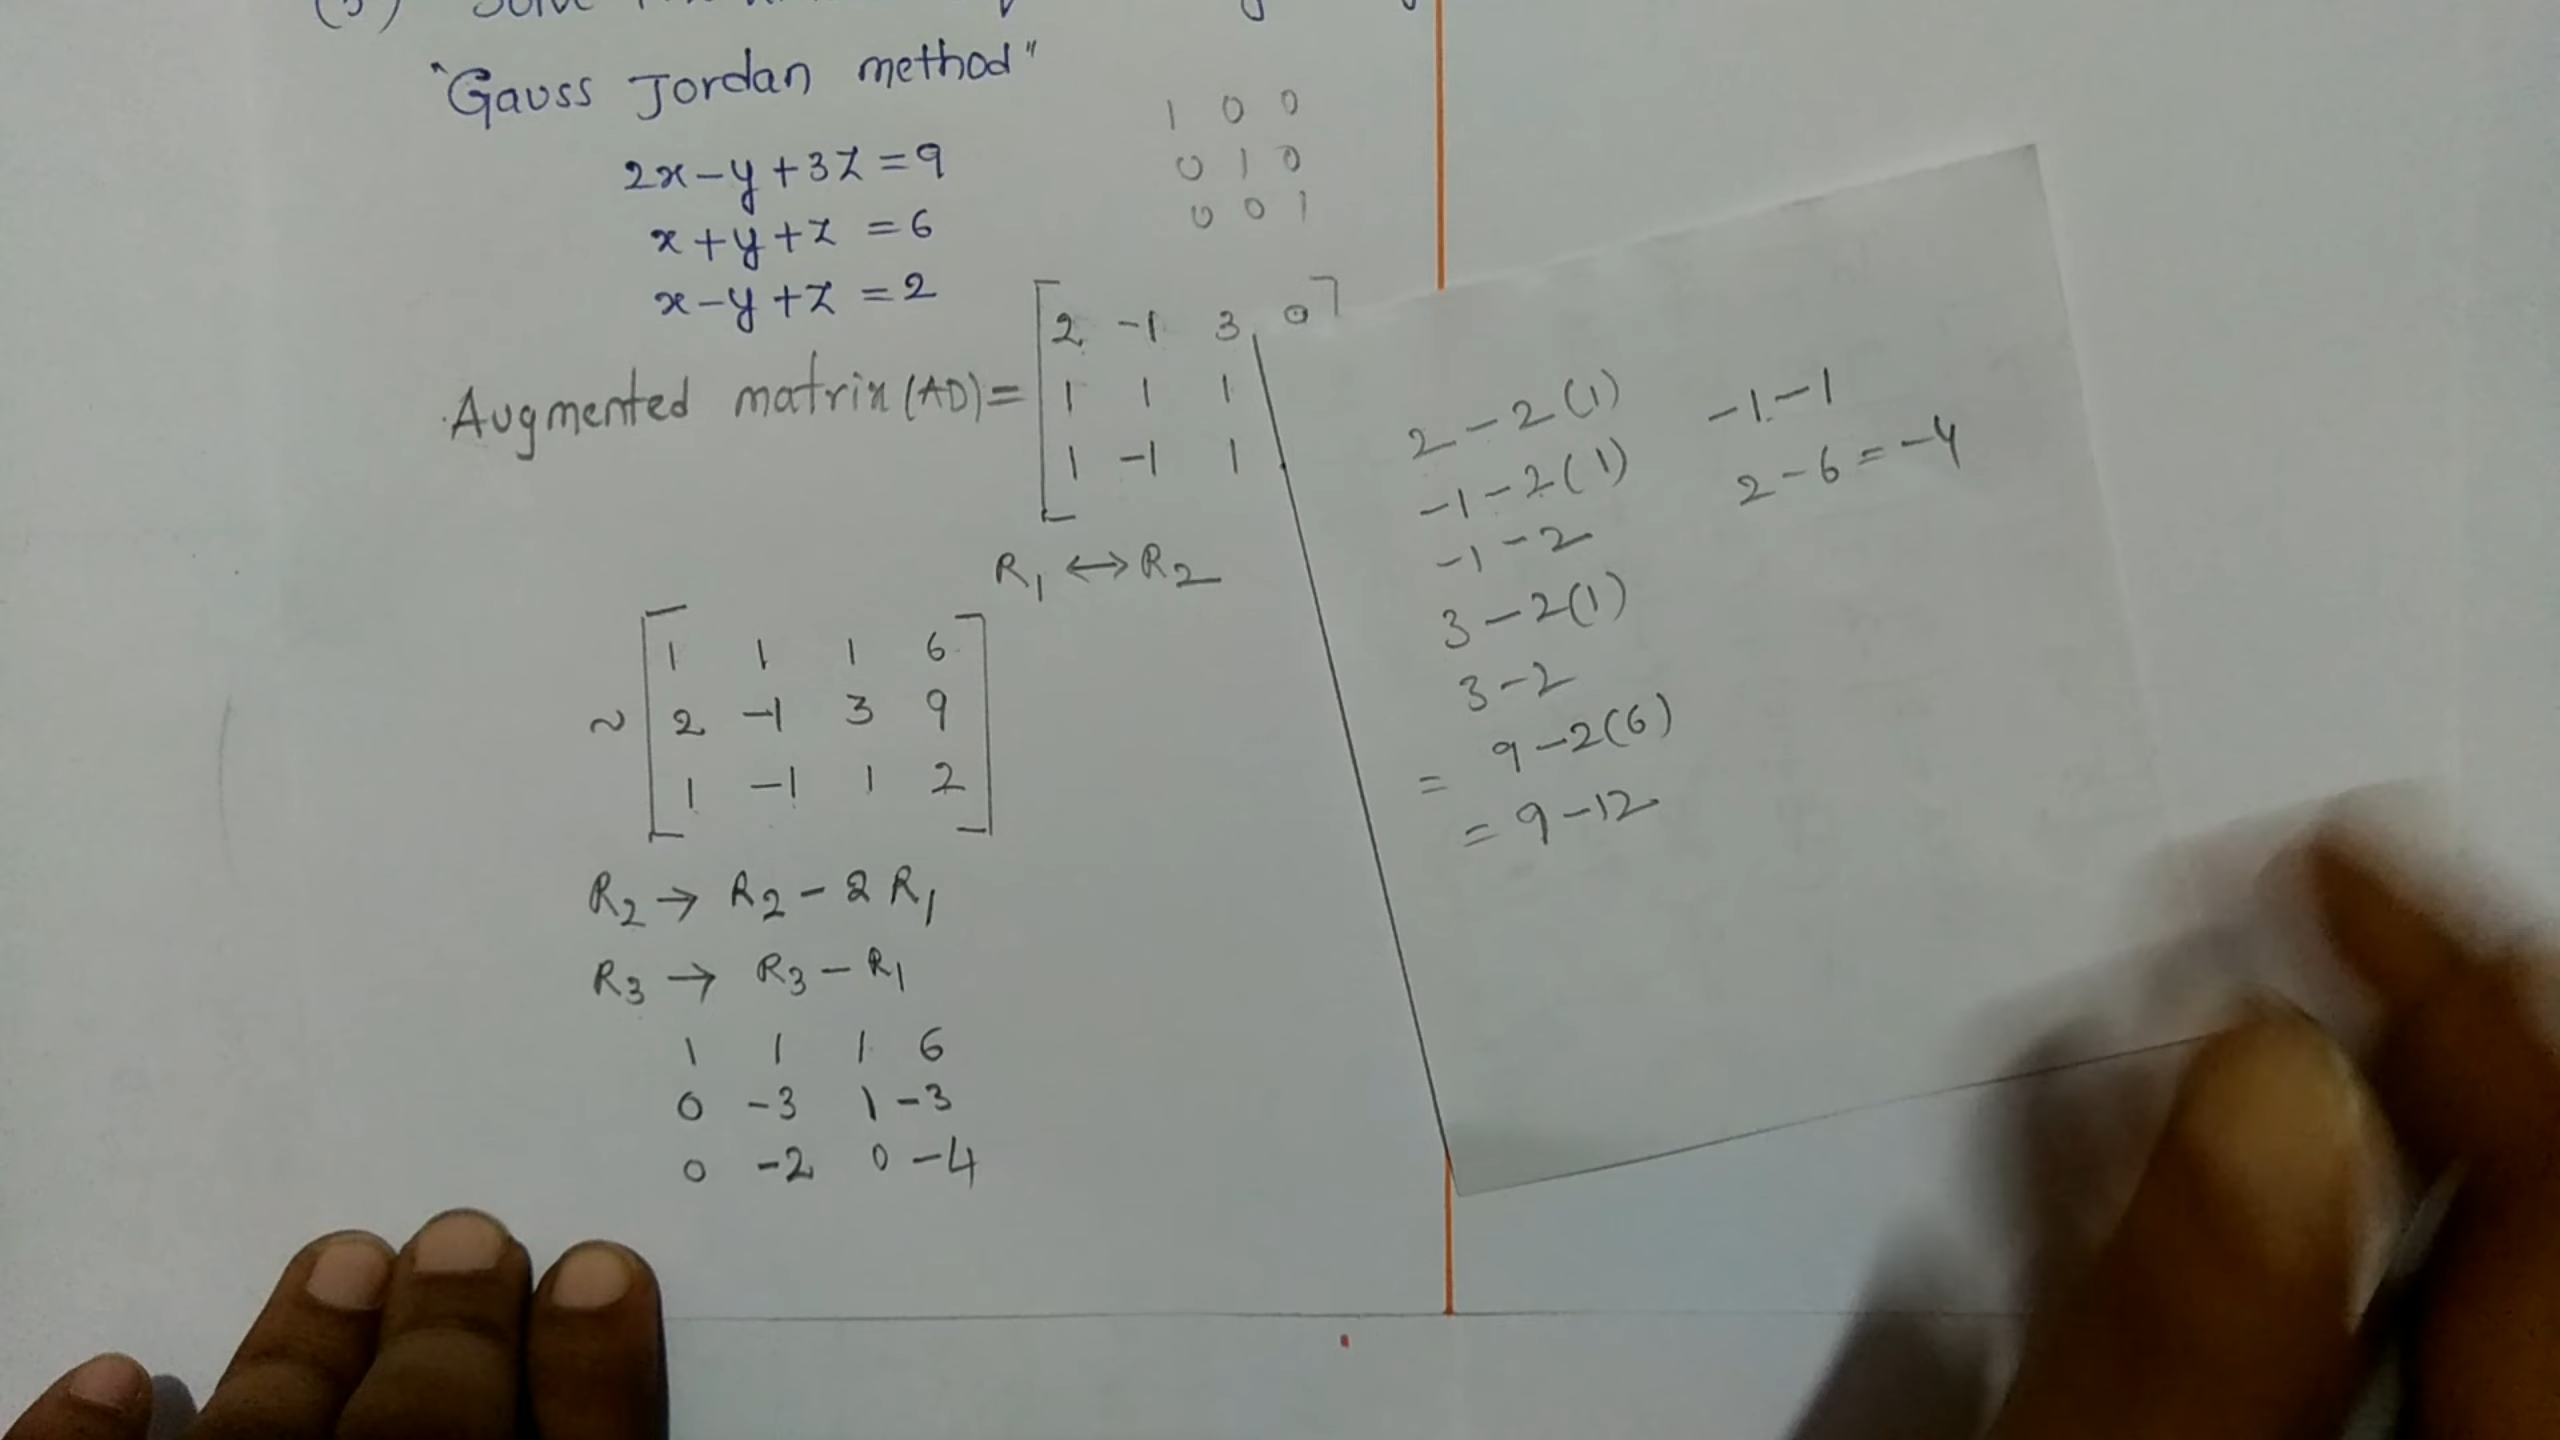 "Gauss Jordan method"
2x-y+3z=9
x+y+z=6
x-y+z=2
1 0 0
0 1 0
0 0 1
Augmented matrix (AD)=
2 -1 3
1 1 1
1 -1 1
R1 ↔ R2
~
1 1 1 6
2 -1 3 9
1 -1 1 2
R2 → R2 - 2 R1
R3 → R3 - R1
1 1 1 6
0 -3 1 -3
0 -2 0 -4
2-2(1)
-1-2(1)
-1-2
3-2(1)
3-2
= 9-2(6)
= 9-12
-1-1
2-6=-4